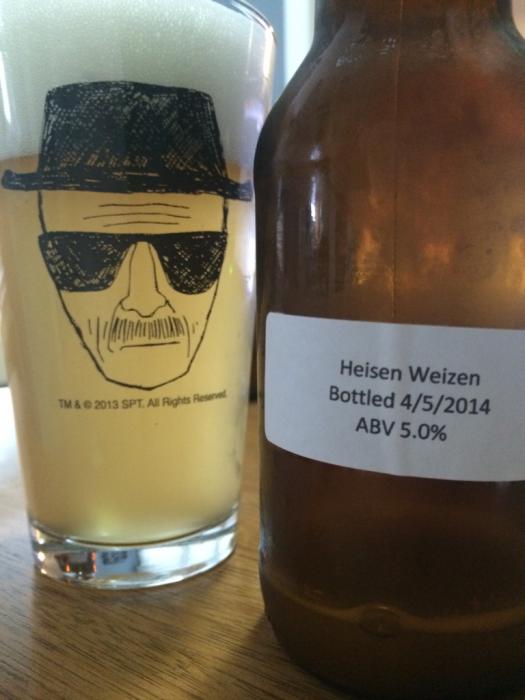 TM & © 2013 SPT. All Rights Reserved.
Heisen Weizen
Bottled 4/5/2014
ABV 5.0%